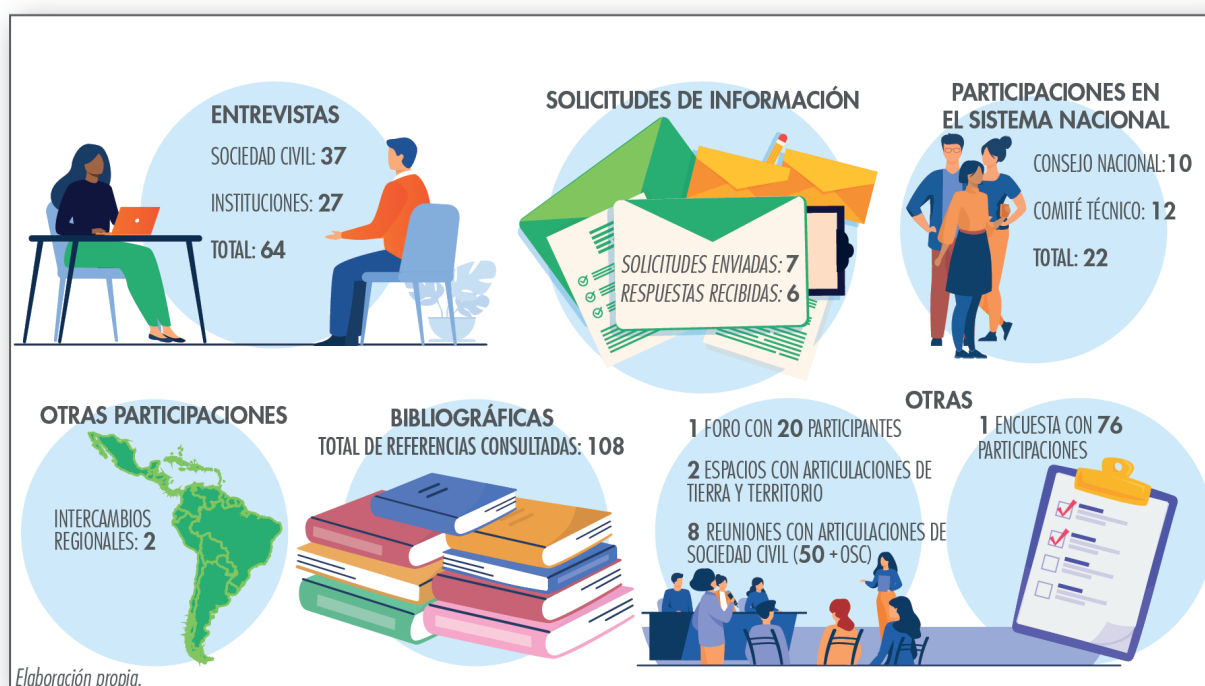 ENTREVISTAS
SOCIEDAD CIVIL: 37
INSTITUCIONES: 27
TOTAL: 64
SOLICITUDES DE INFORMACIÓN
SOLICITUDES ENVIADAS: 7
RESPUESTAS RECIBIDAS: 6
PARTICIPACIONES EN
EL SISTEMA NACIONAL
CONSEJO NACIONAL: 10
COMITÉ TÉCNICO: 12
TOTAL: 22
OTRAS PARTICIPACIONES
INTERCAMBIOS
REGIONALES: 2
BIBLIOGRÁFICAS
TOTAL DE REFERENCIAS CONSULTADAS: 108
OTRAS
1 FORO CON 20 PARTICIPANTES
2 ESPACIOS CON ARTICULACIONES DE
TIERRA Y TERRITORIO
8 REUNIONES CON ARTICULACIONES DE
SOCIEDAD CIVIL (50 +OSC)
1 ENCUESTA CON 76
PARTICIPACIONES
Elaboración propia.